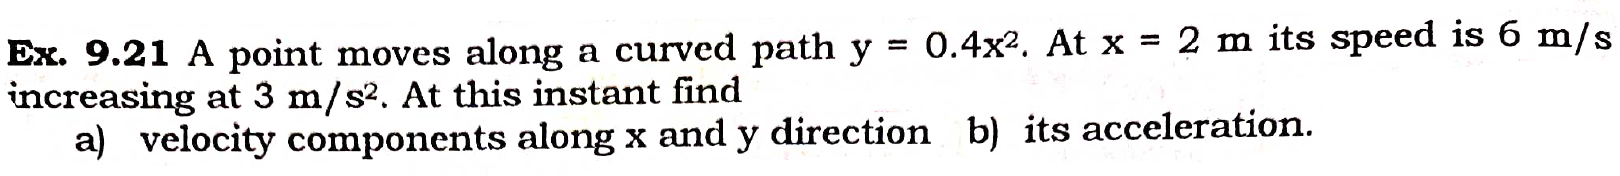 Ex. 9.21 A point moves along a curved path y = 0.4x². At x = 2 m its speed is 6 m/s
increasing at 3 m/s². At this instant find
a) velocity components along x and y direction b) its acceleration.